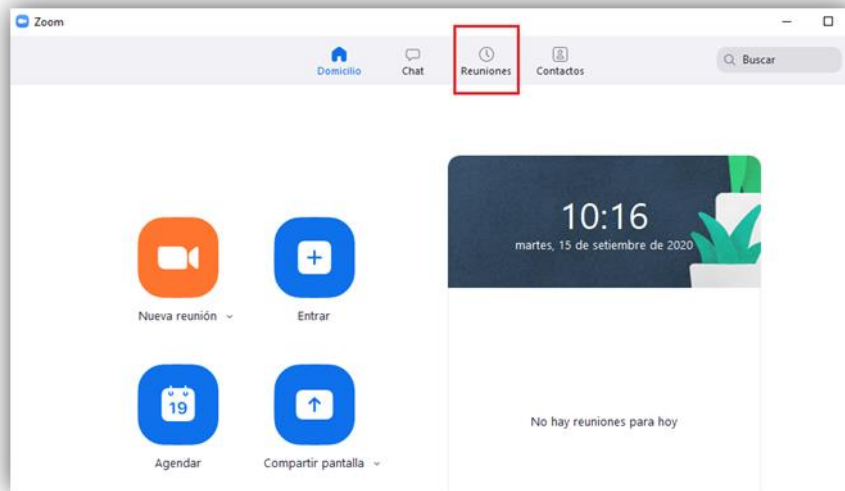 Zoom
Domicilio
Chat
Reuniones
Contactos
Buscar
10:16
martes, 15 de setiembre de 2020
Nueva reunión
Entrar
19
Agendar
Compartir pantalla
No hay reuniones para hoy